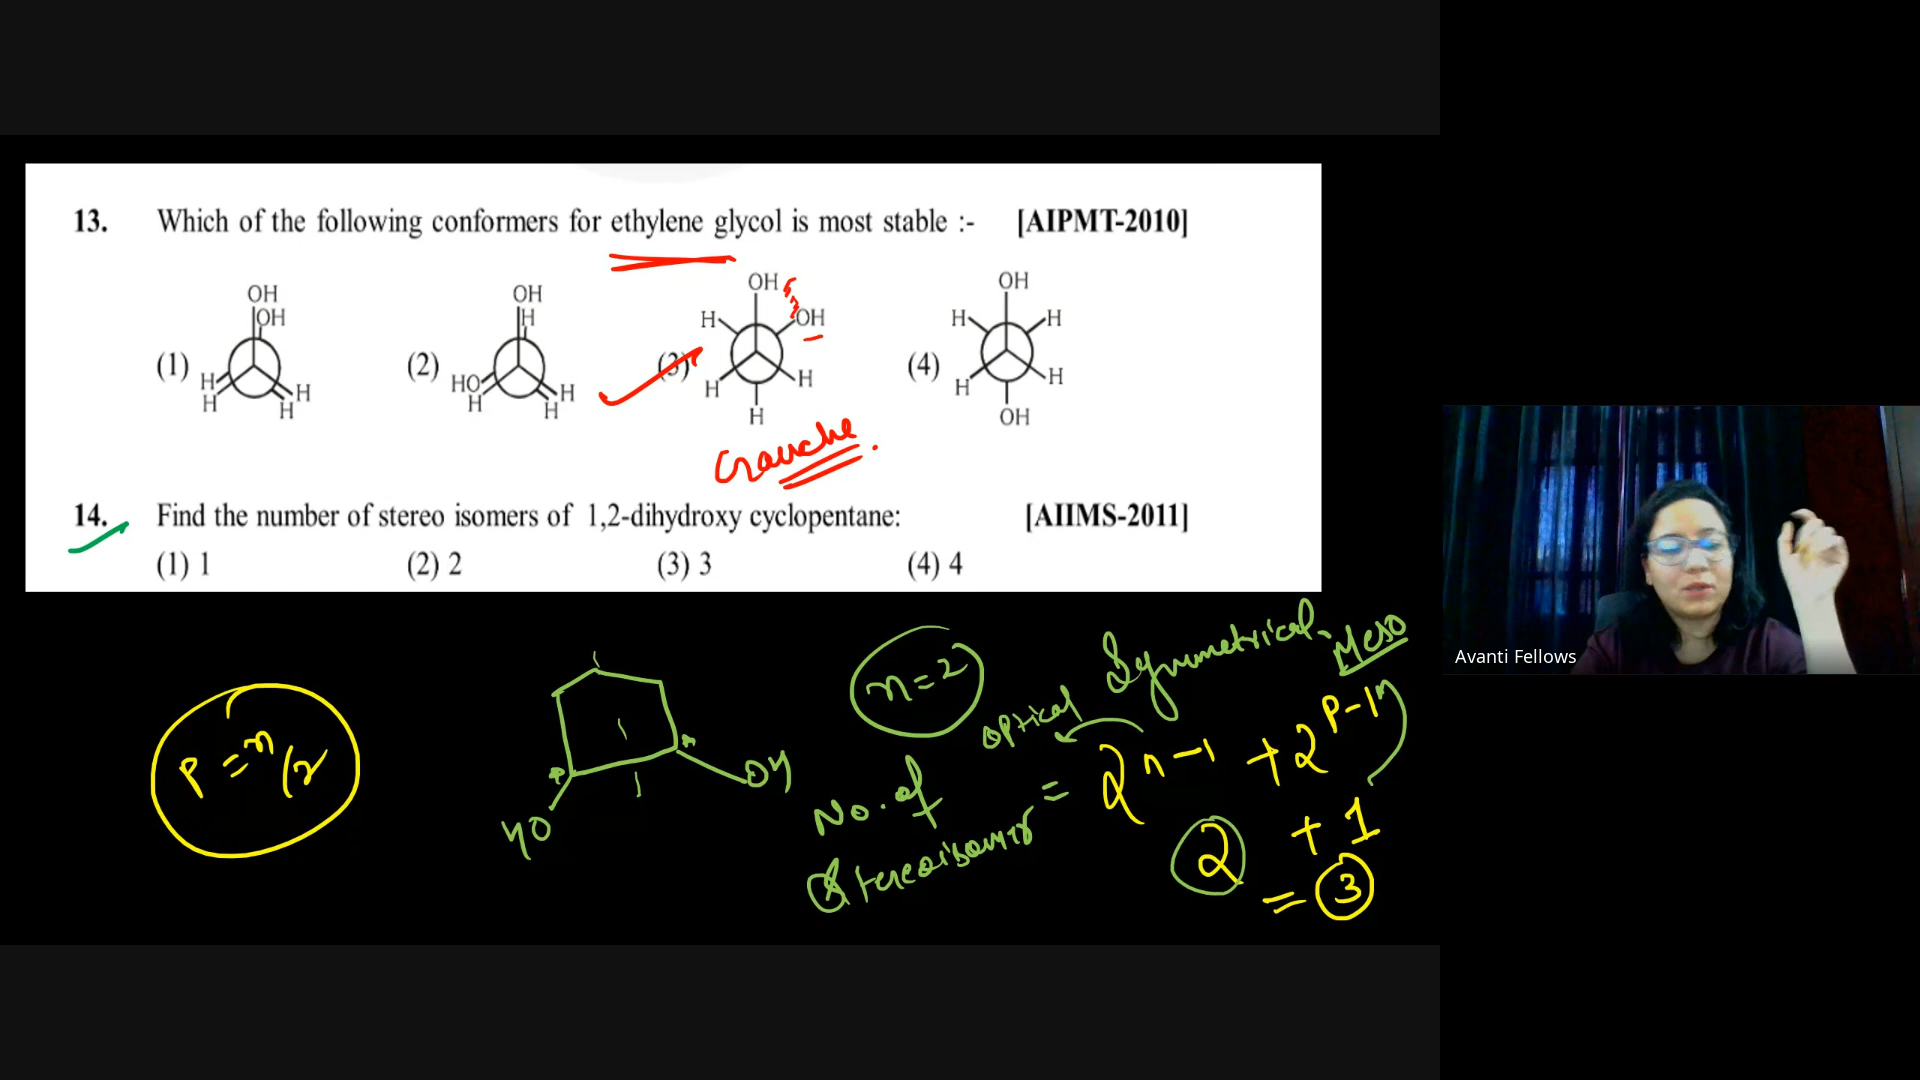 13. Which of the following conformers for ethylene glycol is most stable :- [AIPMT-2010]
(1) OH OH H H H H
(2) OH H HO H H H
(3) OH OH H H H H
(4) OH H H H H OH
Gauche.
14. Find the number of stereo isomers of 1,2-dihydroxy cyclopentane: [AIIMS-2011]
(1) 1 (2) 2 (3) 3 (4) 4
P = n/2
HO
OH
n=2
Symmetrical
Meso
optical
No. of
Stereoisomer = 2^{n-1} + 2^{P-1}
2 + 1
= 3
Avanti Fellows